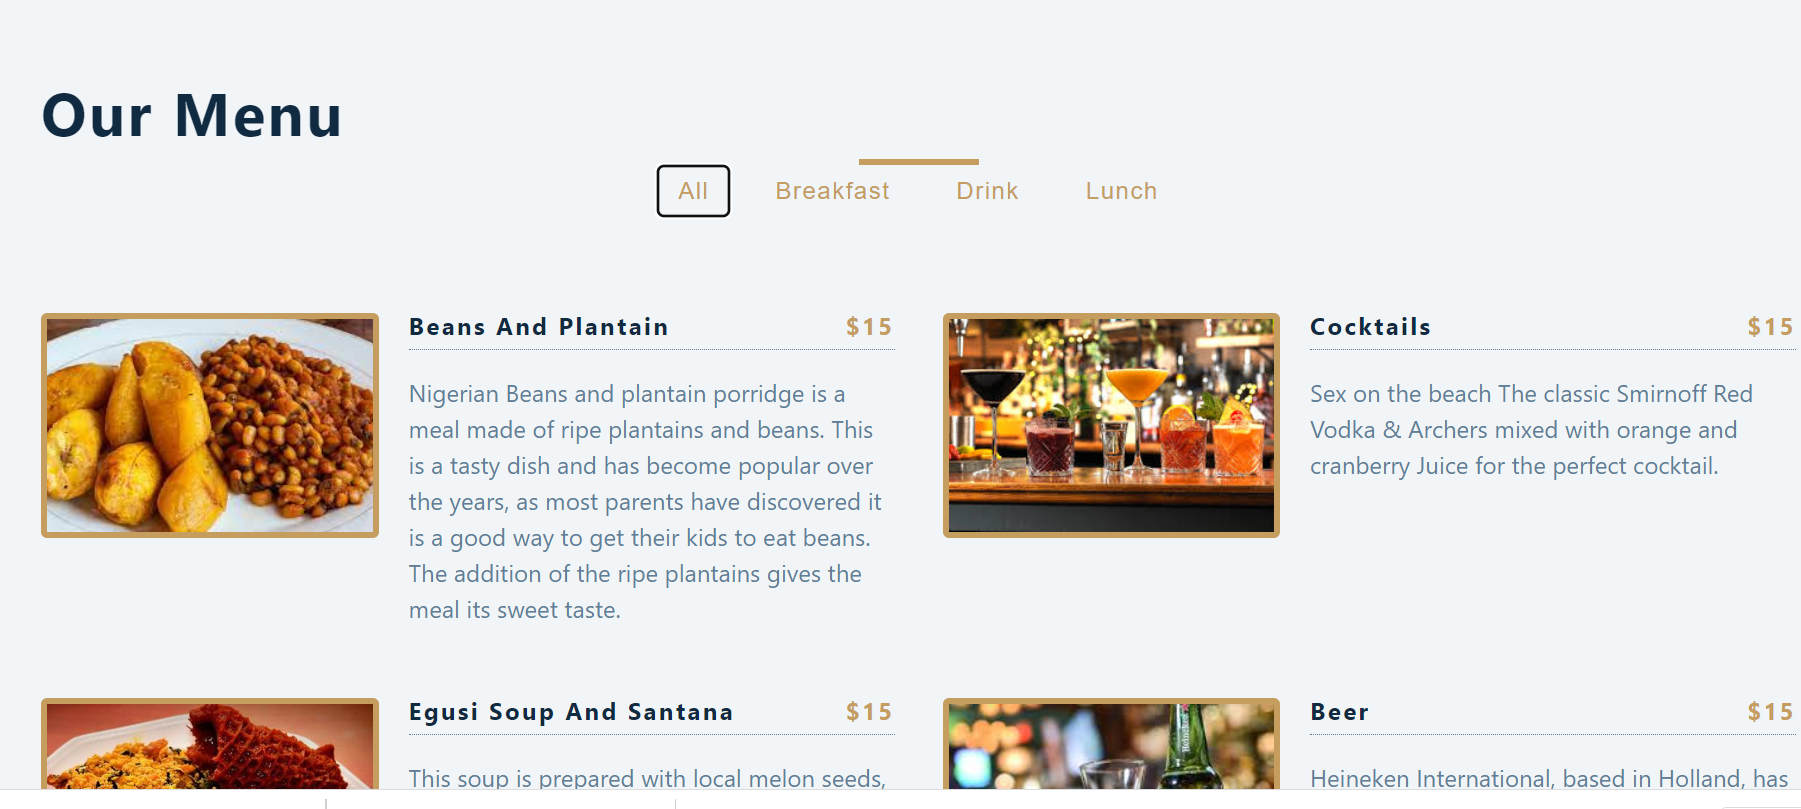 Our Menu
All Breakfast Drink Lunch
Beans And Plantain $15
Nigerian Beans and plantain porridge is a
meal made of ripe plantains and beans. This
is a tasty dish and has become popular over
the years, as most parents have discovered it
is a good way to get their kids to eat beans.
The addition of the ripe plantains gives the
meal its sweet taste.
Cocktails $15
Sex on the beach The classic Smirnoff Red
Vodka & Archers mixed with orange and
cranberry Juice for the perfect cocktail.
Egusi Soup And Santana $15
This soup is prepared with local melon seeds,
Beer $15
Heineken International, based in Holland, has
Heineken